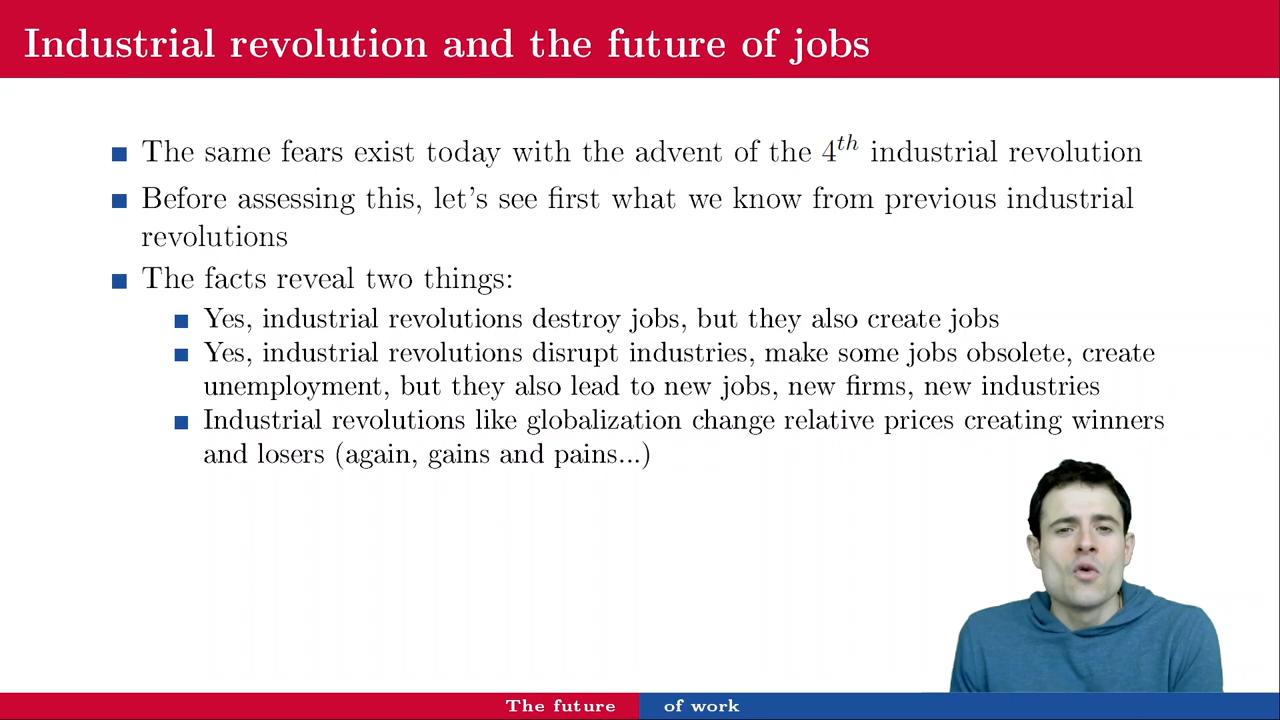 Industrial revolution and the future of jobs
The same fears exist today with the advent of the 4th industrial revolution
Before assessing this, let's see first what we know from previous industrial
revolutions
The facts reveal two things:
Yes, industrial revolutions destroy jobs, but they also create jobs
Yes, industrial revolutions disrupt industries, make some jobs obsolete, create
unemployment, but they also lead to new jobs, new firms, new industries
Industrial revolutions like globalization change relative prices creating winners
and losers (again, gains and pains...)
The future of work